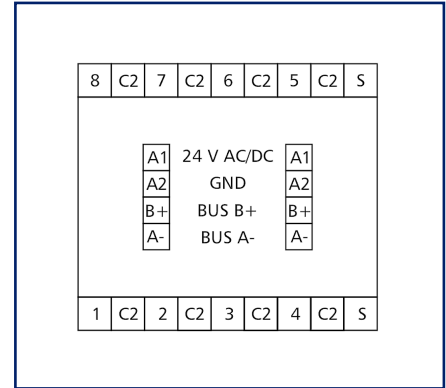 8 C2 7 C2 6 C2 5 C2 S
A1 24 V AC/DC A1
A2 GND A2
B+ BUS B+ B+
A- BUS A- A-
1 C2 2 C2 3 C2 4 C2 S